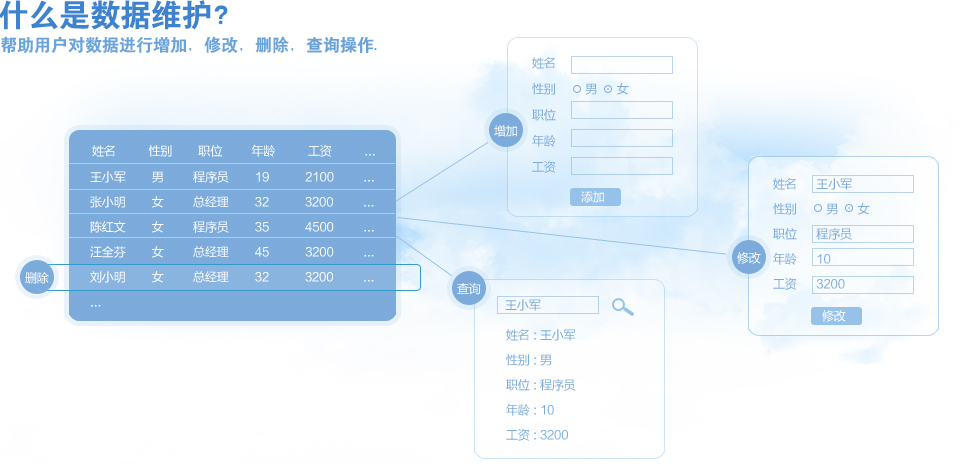 什么是数据维护?
帮助用户对数据进行增加，修改，删除，查询操作.
姓名 性别 职位 年龄 工资 ...
王小军 男 程序员 19 2100 ...
张小明 女 总经理 32 3200 ...
陈红文 女 程序员 35 4500 ...
汪全芬 女 总经理 45 3200 ...
刘小明 女 总经理 32 3200 ...
...
删除
增加
姓名
性别 男 女
职位
年龄
工资
添加
修改
姓名 王小军
性别 男 女
职位 程序员
年龄 10
工资 3200
修改
查询
王小军
姓名 : 王小军
性别 : 男
职位 : 程序员
年龄 : 10
工资 : 3200